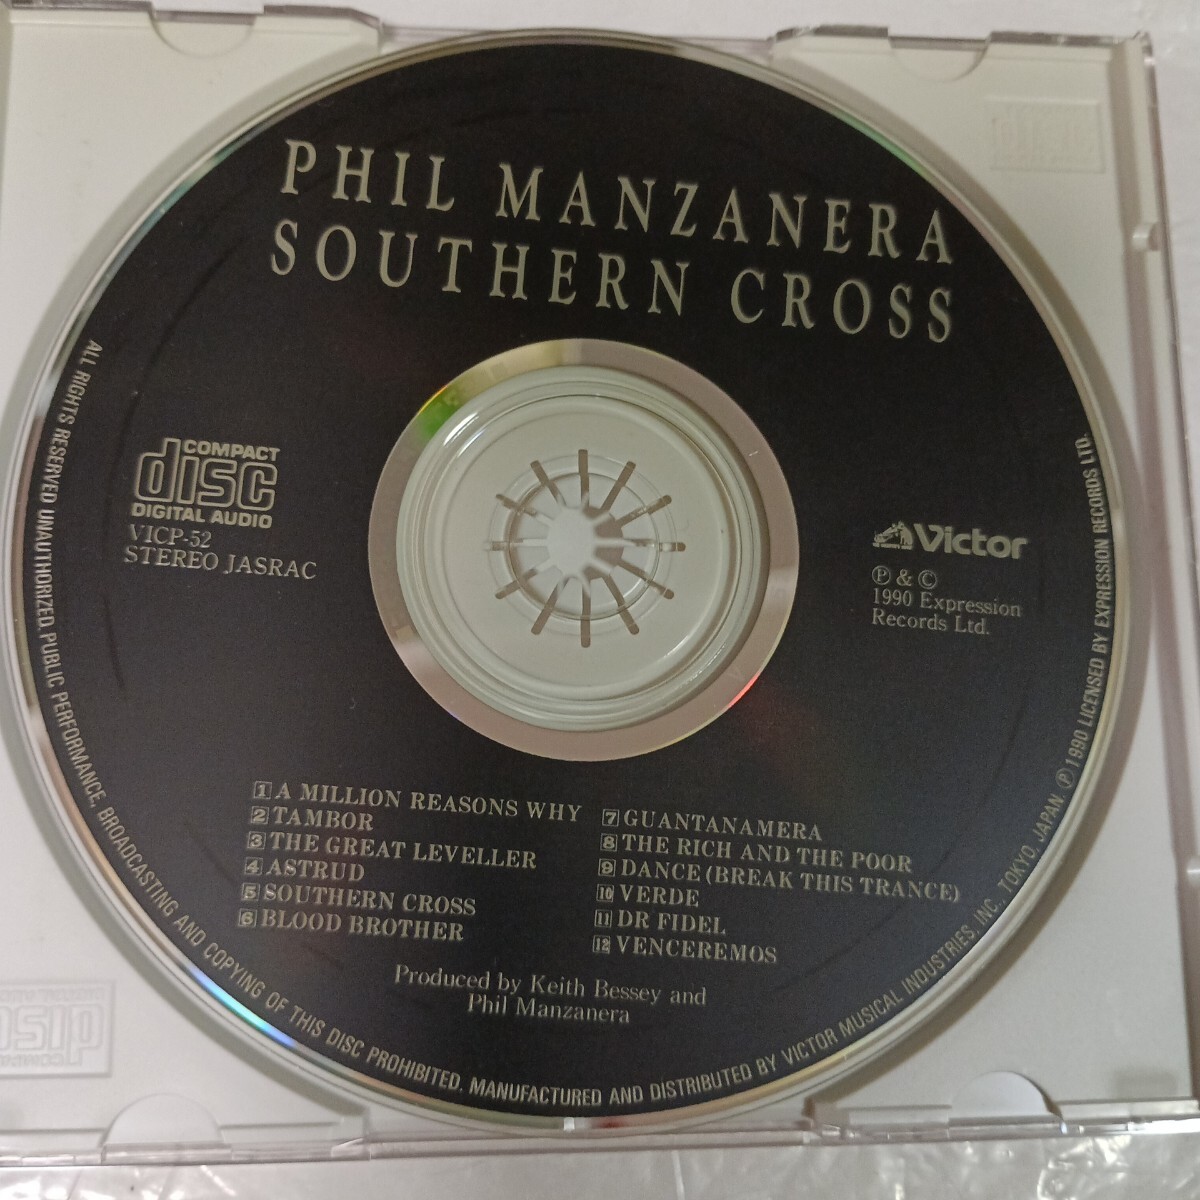 PHIL MANZANERA
SOUTHERN CROSS
COMPACT
disc
DIGITAL AUDIO
VICP-52
STEREO JASRAC
Victor
Ⓟ & ©
1990 Expression
Records Ltd.
1 A MILLION REASONS WHY
2 TAMBOR
3 THE GREAT LEVELLER
4 ASTRUD
5 SOUTHERN CROSS
6 BLOOD BROTHER
7 GUANTANAMERA
8 THE RICH AND THE POOR
9 DANCE (BREAK THIS TRANCE)
10 VERDE
11 DR FIDEL
12 VENCEREMOS
Produced by Keith Bessey and
Phil Manzanera
ALL RIGHTS RESERVED. UNAUTHORIZED. PUBLIC PERFORMANCE, BROADCASTING AND COPYING OF THIS DISC PROHIBITED. MANUFACTURED AND DISTRIBUTED BY VICTOR MUSICAL INDUSTRIES, INC., TOKYO, JAPAN. Ⓟ 1990 LICENSED BY EXPRESSION RECORDS LTD.
disc